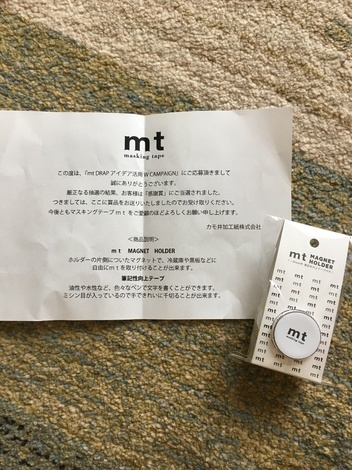 mt
masking tape
この度は、「mt DRAP アイデア活用 W CAMPAIGN」にご応募頂きまして
誠にありがとうございます。
厳正なる抽選の結果、お客様は「感謝賞」にご当選されました。
つきましては、ここに賞品をお送りいたしましたのでお受け取りください。
今後ともマスキングテープ m t をご愛顧のほどよろしくお願い申し上げます。
カモ井加工紙株式会社
〈商品説明〉
m t MAGNET HOLDER
ホルダーの片側についたマグネットで、冷蔵庫や黒板などに
自由にm t を取り付けることが出来ます。
筆記性向上テープ
油性や水性など、色々なペンで文字を書くことができます。
ミシン目が入っているので手できれいに千切ることが出来ます。
mt MAGNET
HOLDER
mt mt mt mt
mt
masking tape